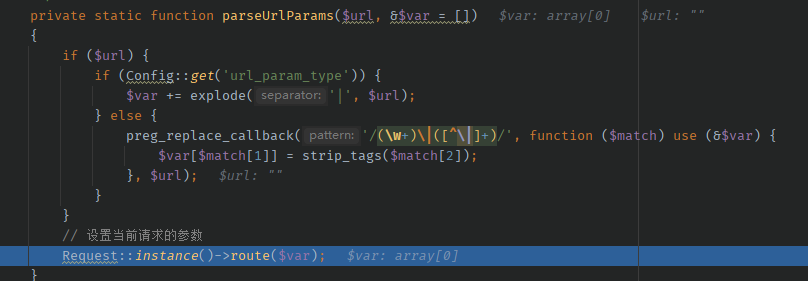 private static function parseUrlParams($url, &$var = []) $var: array[0] $url: ""
{
if ($url) {
if (Config::get('url_param_type')) {
$var += explode( separator: '|', $url);
} else {
preg_replace_callback( pattern: '/(\w+)\|([^\|]+)/', function ($match) use (&$var) {
$var[$match[1]] = strip_tags($match[2]);
}, $url); $url: ""
}
}
// 设置当前请求的参数
Request::instance()->route($var); $var: array[0]
}